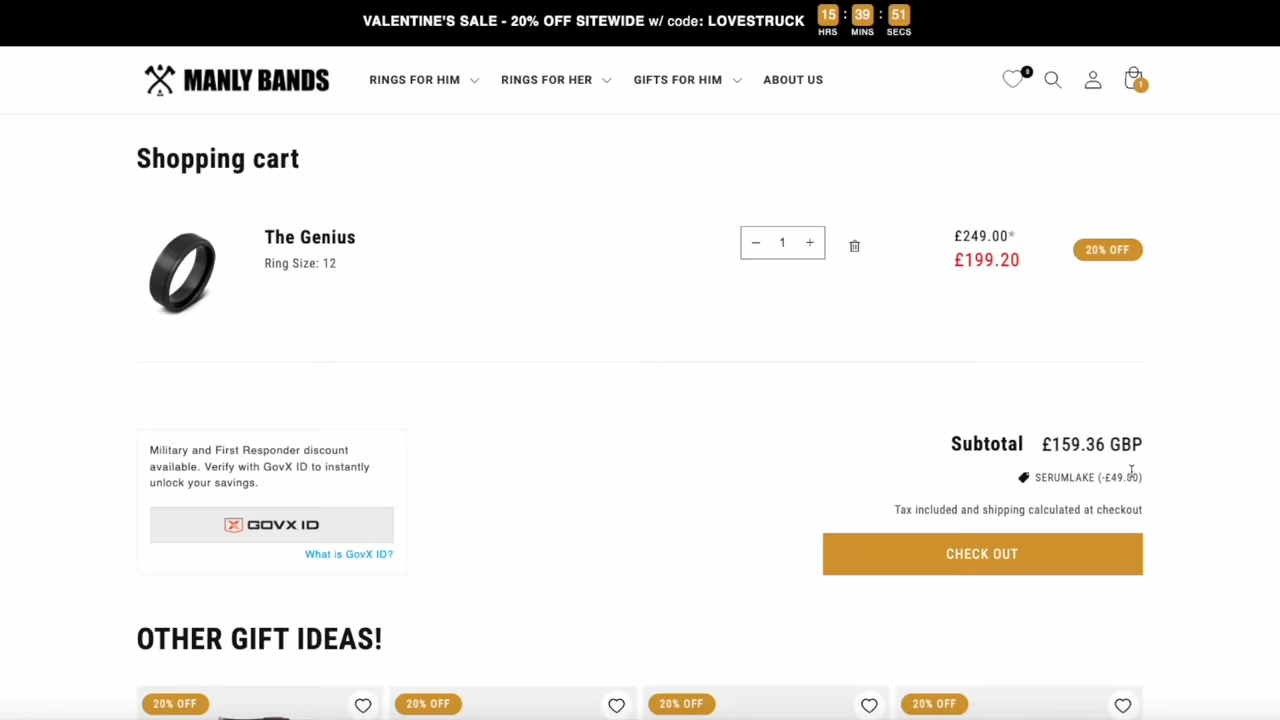 VALENTINE'S SALE - 20% OFF SITEWIDE w/ code: LOVESTRUCK 15 : 39 : 51
HRS MINS SECS
MANLY BANDS RINGS FOR HIM RINGS FOR HER GIFTS FOR HIM ABOUT US 0 1
Shopping cart
The Genius
Ring Size: 12
− 1 +
£249.00*
£199.20
20% OFF
Military and First Responder discount
available. Verify with GovX ID to instantly
unlock your savings.
GOVX ID
What is GovX ID?
Subtotal £159.36 GBP
SERUMLAKE (-£49.80)
Tax included and shipping calculated at checkout
CHECK OUT
OTHER GIFT IDEAS!
20% OFF 20% OFF 20% OFF 20% OFF